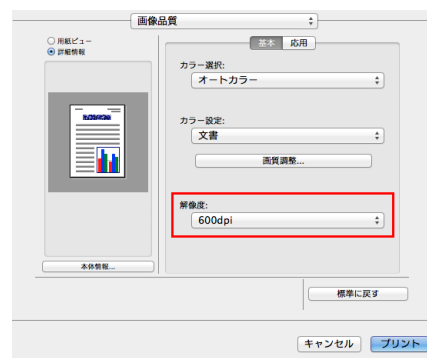 画像品質
用紙ビュー
詳細情報
基本 応用
カラー選択:
オートカラー
カラー設定:
文書
画質調整...
解像度:
600dpi
本体情報...
標準に戻す
キャンセル プリント